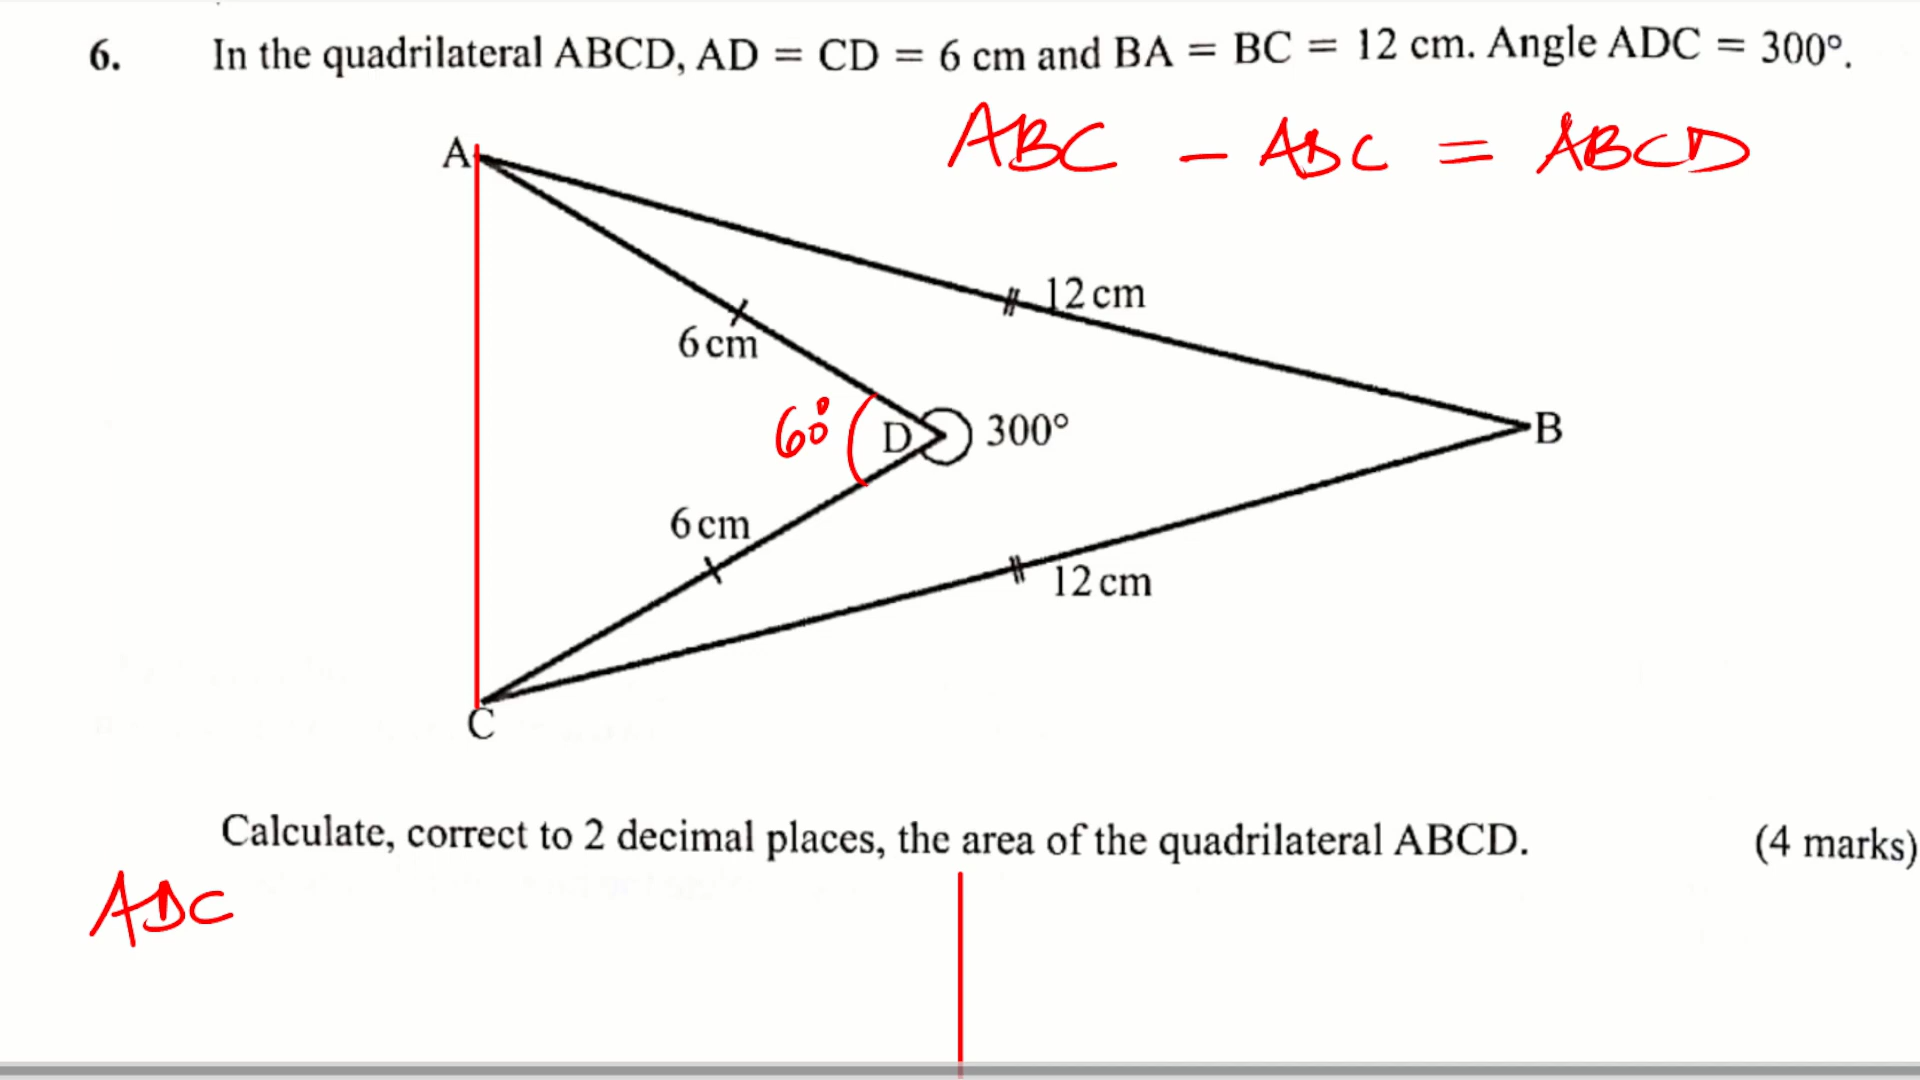 6. In the quadrilateral ABCD, AD = CD = 6 cm and BA = BC = 12 cm. Angle ADC = 300°.
ABC - ADC = ABCD
A
12 cm
6 cm
60°
D
300°
B
6 cm
12 cm
C
Calculate, correct to 2 decimal places, the area of the quadrilateral ABCD. (4 marks)
ADC